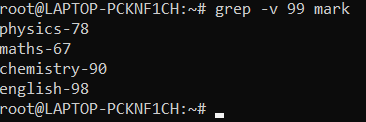 root@LAPTOP-PCKNF1CH:~# grep -v 99 mark
physics-78
maths-67
chemistry-90
english-98
root@LAPTOP-PCKNF1CH:~#